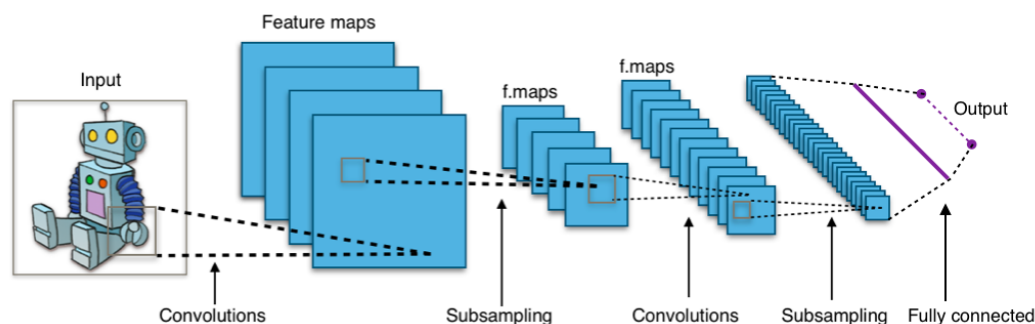 Feature maps
Input
f.maps
f.maps
Output
Convolutions
Subsampling
Convolutions
Subsampling
Fully connected